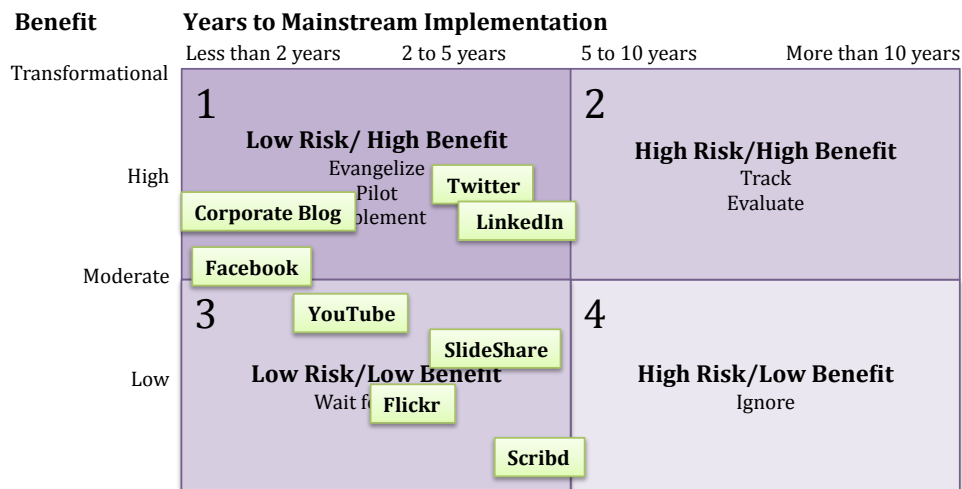 Benefit Years to Mainstream Implementation
Less than 2 years 2 to 5 years 5 to 10 years More than 10 years
Transformational
High
Moderate
Low
1
Low Risk/ High Benefit
Evangelize
Pilot
Twitter
Corporate Blog
LinkedIn
Facebook
2
High Risk/High Benefit
Track
Evaluate
3
YouTube
SlideShare
Low Risk/Low Benefit
Wait
Flickr
Scribd
4
High Risk/Low Benefit
Ignore